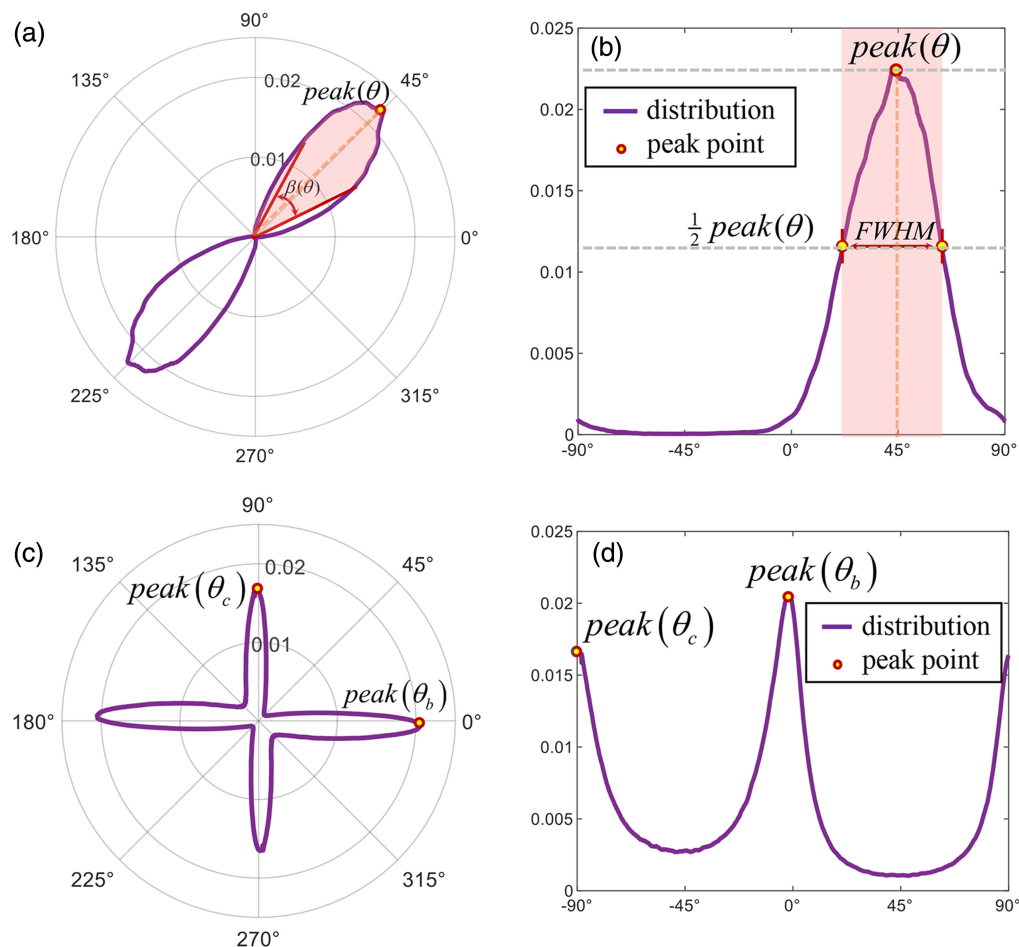 (a)
90°
135°
45°
0.02
peak(θ)
0.01
β(θ)
180°
0°
225°
315°
270°
(b)
0.025
peak(θ)
0.02
distribution
peak point
0.015
½ peak(θ)
FWHM
0.01
0.005
0
-90°
-45°
0°
45°
90°
(c)
90°
135°
45°
0.02
peak(θc)
0.01
peak(θb)
180°
0°
225°
315°
270°
(d)
0.025
peak(θb)
0.02
peak(θc)
distribution
peak point
0.015
0.01
0.005
0
-90°
-45°
0°
45°
90°